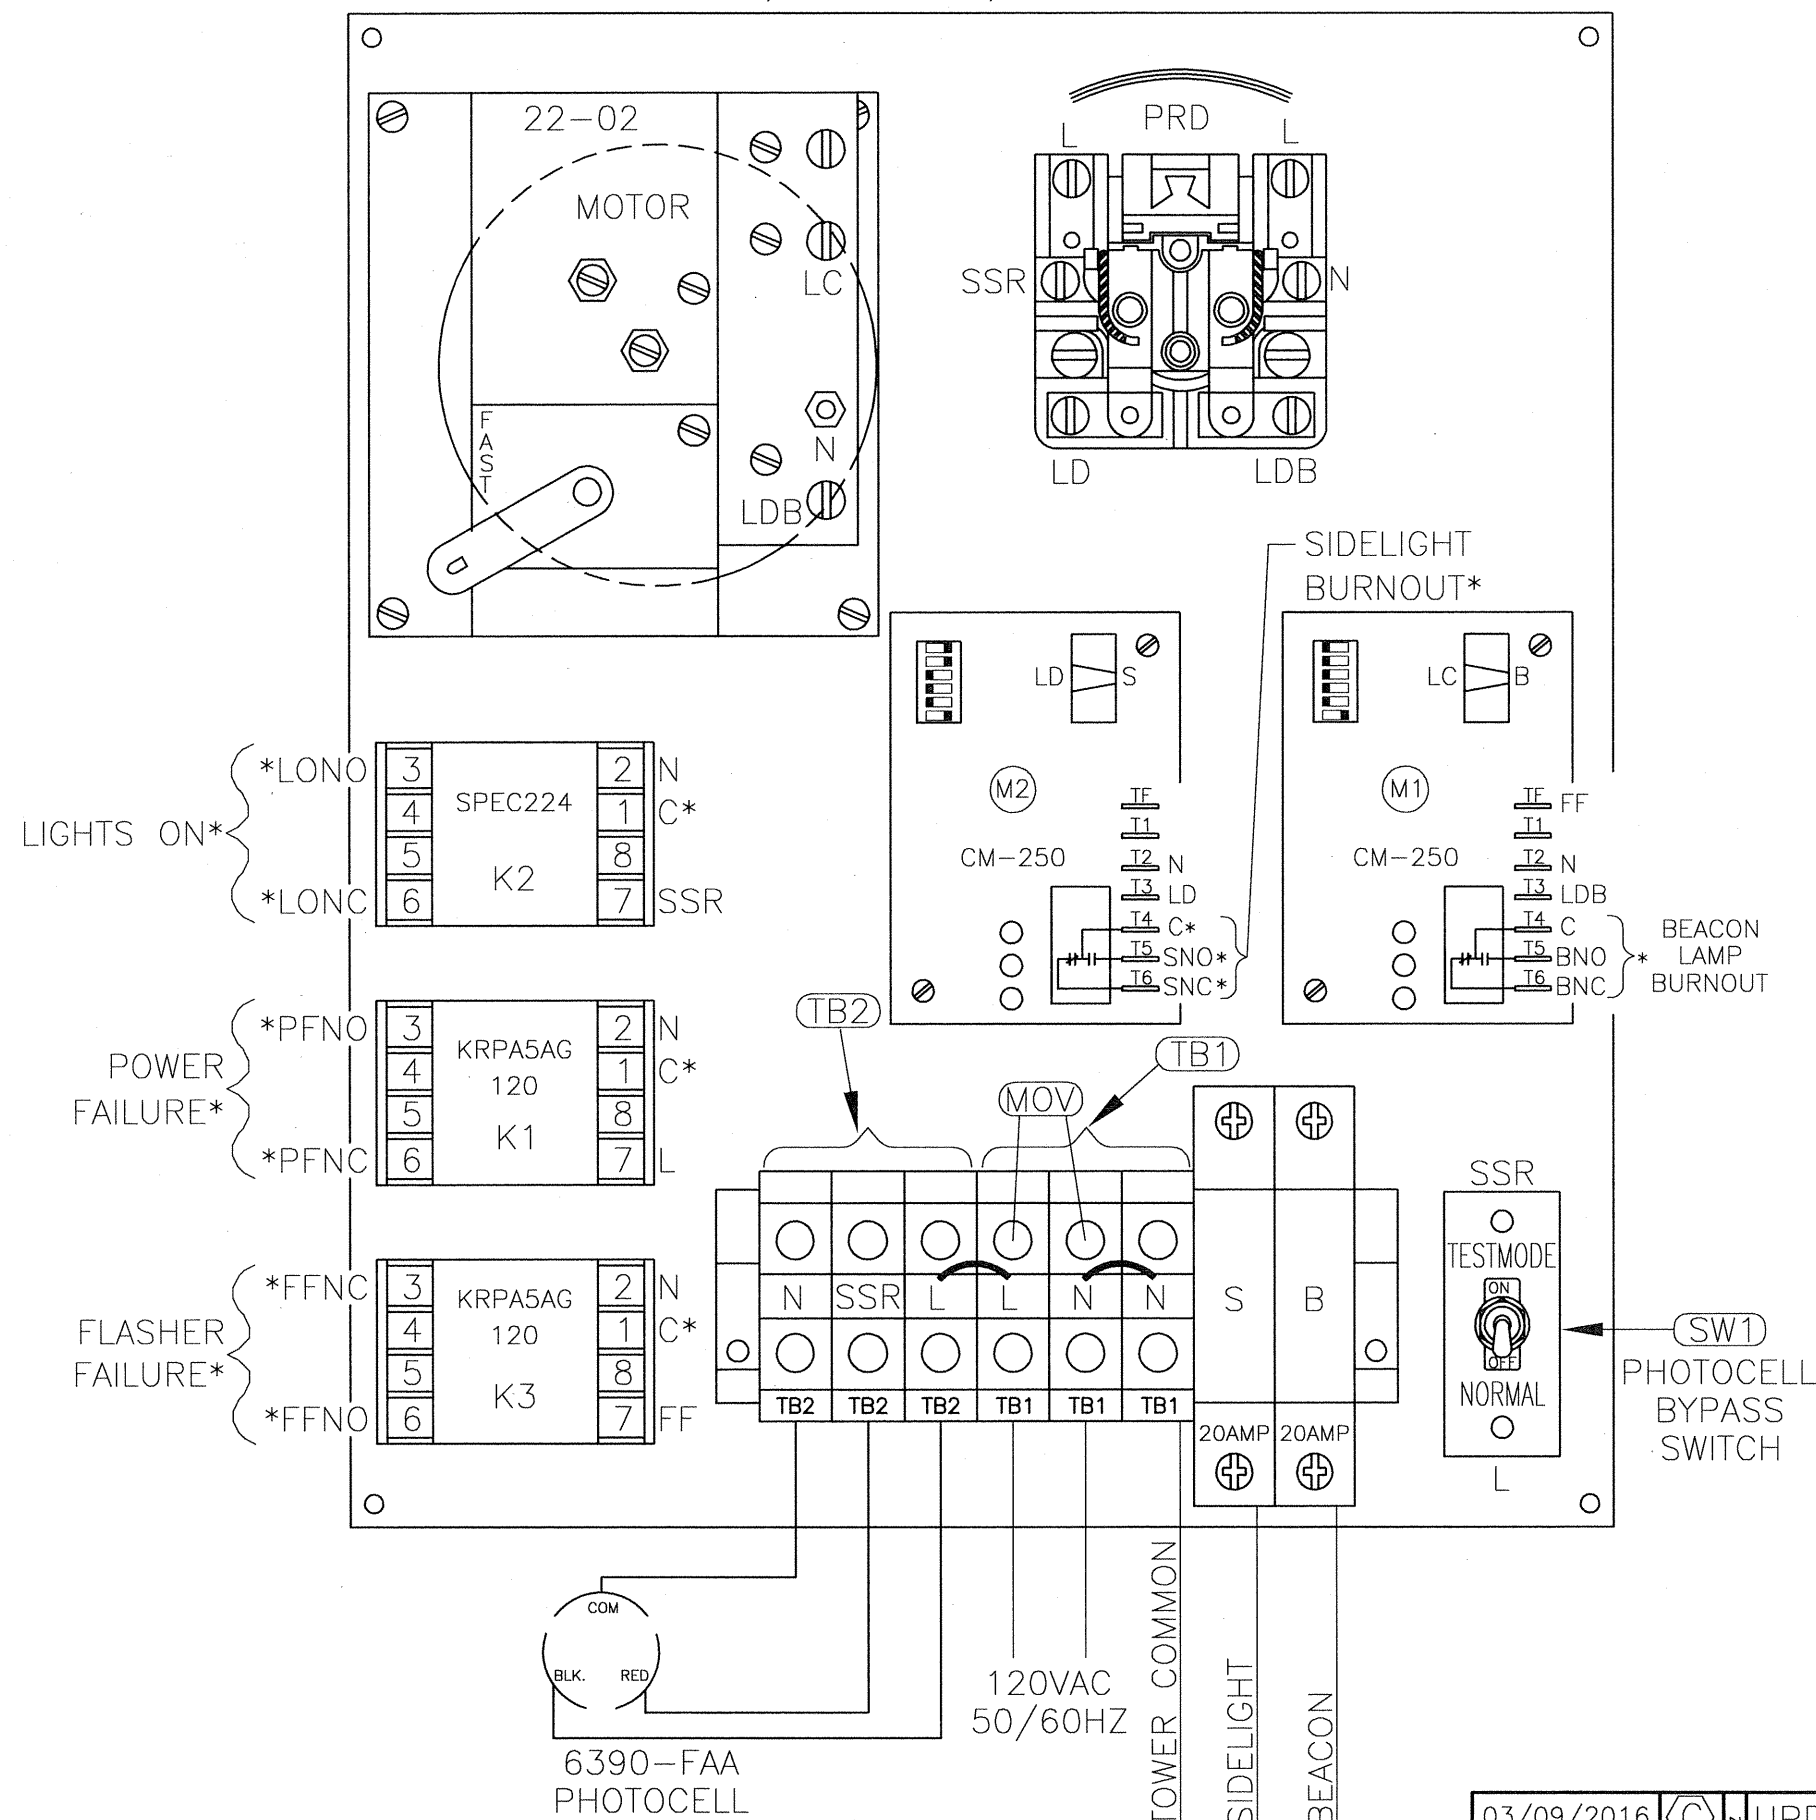 22-02
MOTOR
LC
FAST
N
LDB
PRD
L
L
SSR
N
LD
LDB
SIDELIGHT
BURNOUT*
LD
S
M2
CM-250
TF
T1
T2 N
T3 LD
T4 C*
T5 SNO*
T6 SNC*
LC
B
M1
CM-250
TF FF
T1
T2 N
T3 LDB
T4 C
T5 BNO
T6 BNC
*
BEACON
LAMP
BURNOUT
LIGHTS ON*
*LONO 3
4
5
*LONC 6
SPEC224
K2
2 N
1 C*
8
7 SSR
POWER
FAILURE*
*PFNO 3
4
5
*PFNC 6
KRPA5AG
120
K1
2 N
1 C*
8
7 L
FLASHER
FAILURE*
*FFNC 3
4
5
*FFNO 6
KRPA5AG
120
K3
2 N
1 C*
8
7 FF
TB2
MOV
TB1
N SSR L L N N S B
TB2 TB2 TB2 TB1 TB1 TB1 20AMP 20AMP
SSR
TESTMODE
ON
OFF
NORMAL
L
SW1
PHOTOCELL
BYPASS
SWITCH
COM
BLK. RED
6390-FAA
PHOTOCELL
120VAC
50/60HZ
TOWER COMMON
SIDELIGHT
BEACON
03/09/2016 C